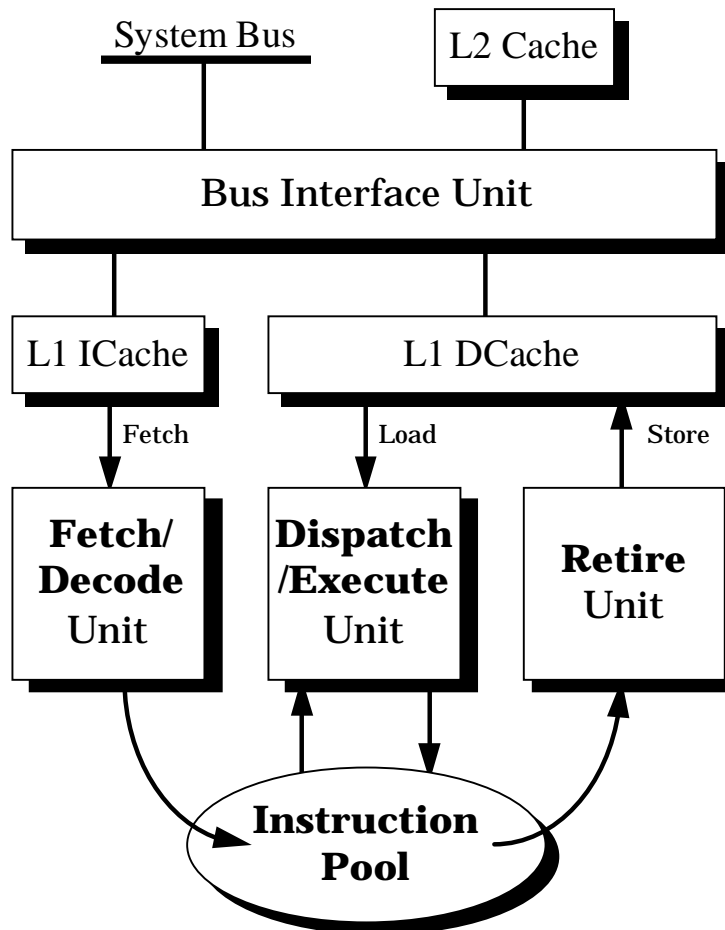 System Bus
L2 Cache
Bus Interface Unit
L1 ICache
L1 DCache
Fetch
Load
Store
Fetch/
Decode
Unit
Dispatch
/Execute
Unit
Retire
Unit
Instruction
Pool